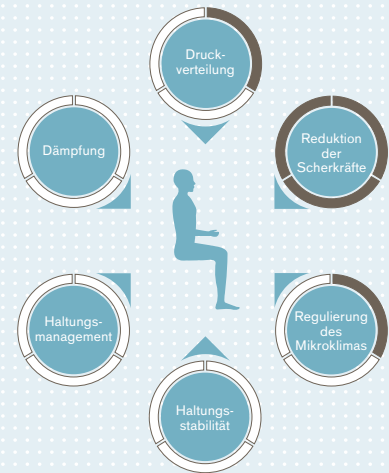 Druck-
verteilung
Dämpfung
Reduktion
der
Scherkräfte
Haltungs-
management
Regulierung
des
Mikroklimas
Haltungs-
stabilität